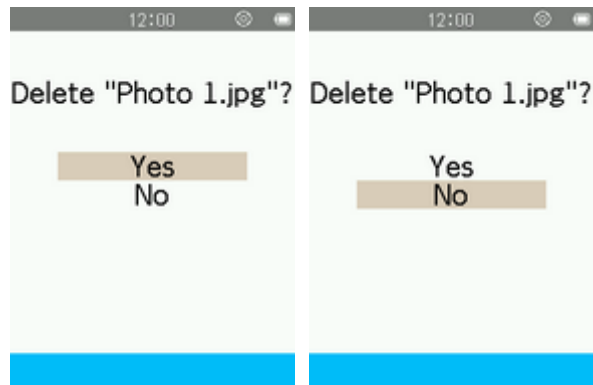 12:00
Delete "Photo 1.jpg"?
Yes
No
12:00
Delete "Photo 1.jpg"?
Yes
No